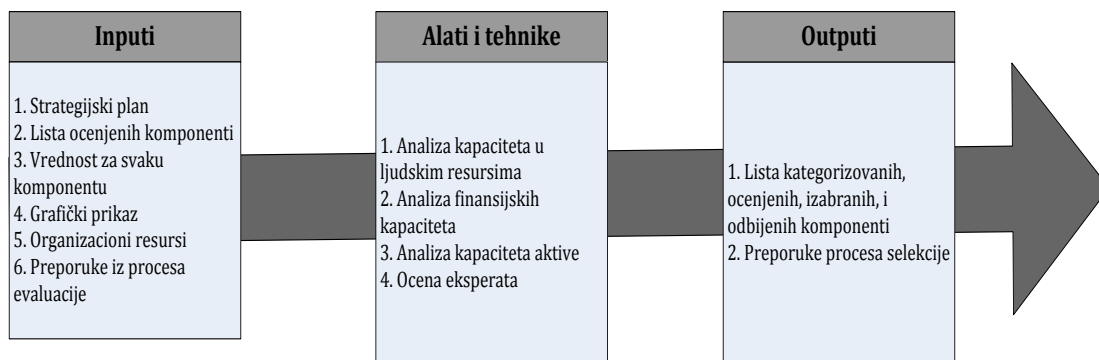 Inputi
1. Strategijski plan
2. Lista ocenjenih komponenti
3. Vrednost za svaku
komponentu
4. Grafički prikaz
5. Organizacioni resursi
6. Preporuke iz procesa
evaluacije
Alati i tehnike
1. Analiza kapaciteta u
ljudskim resursima
2. Analiza finansijskih
kapaciteta
3. Analiza kapaciteta aktive
4. Ocena eksperata
Outputi
1. Lista kategorizovanih,
ocenjenih, izabranih, i
odbijenih komponenti
2. Preporuke procesa selekcije